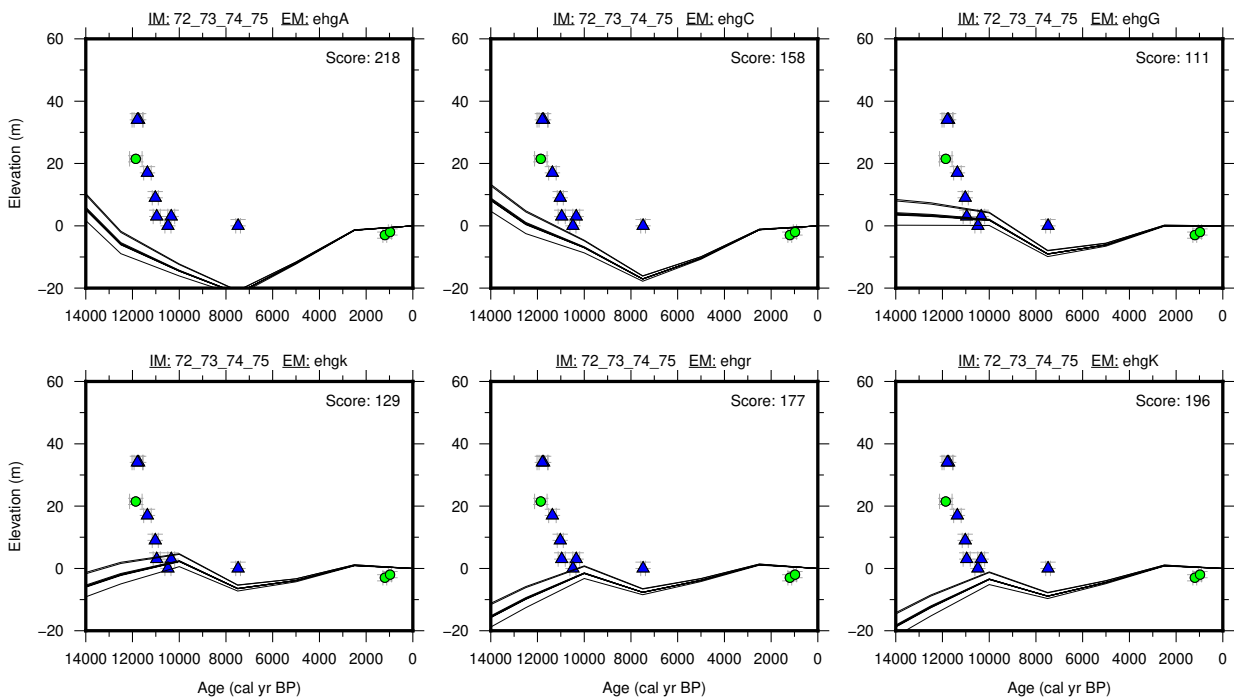 IM: 72_73_74_75 EM: ehgA
IM: 72_73_74_75 EM: ehgC
IM: 72_73_74_75 EM: ehgG
60
40
20
0
−20
Elevation (m)
Score: 218
Score: 158
Score: 111
14000 12000 10000 8000 6000 4000 2000 0
14000 12000 10000 8000 6000 4000 2000 0
14000 12000 10000 8000 6000 4000 2000 0
IM: 72_73_74_75 EM: ehgk
IM: 72_73_74_75 EM: ehgr
IM: 72_73_74_75 EM: ehgK
60
40
20
0
−20
Elevation (m)
Score: 129
Score: 177
Score: 196
14000 12000 10000 8000 6000 4000 2000 0
14000 12000 10000 8000 6000 4000 2000 0
14000 12000 10000 8000 6000 4000 2000 0
Age (cal yr BP)
Age (cal yr BP)
Age (cal yr BP)